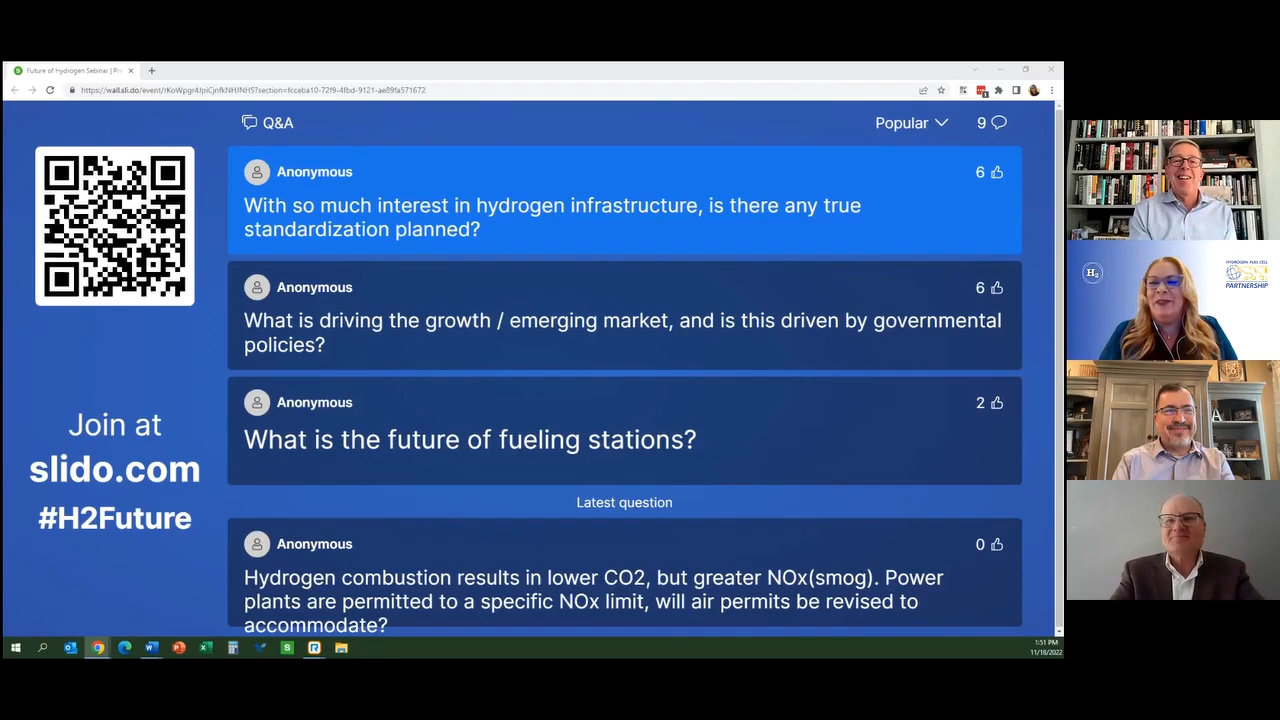 Future of Hydrogen Sebinar | Pre
Q&A
Popular
9
Anonymous
6
With so much interest in hydrogen infrastructure, is there any true
standardization planned?
Anonymous
6
What is driving the growth / emerging market, and is this driven by governmental
policies?
Anonymous
2
What is the future of fueling stations?
Join at
slido.com
#H2Future
Latest question
Anonymous
0
Hydrogen combustion results in lower CO2, but greater NOx(smog). Power
plants are permitted to a specific NOx limit, will air permits be revised to
accommodate?
1:51 PM
11/18/2022
H2
HYDROGEN FUEL CELL
PARTNERSHIP